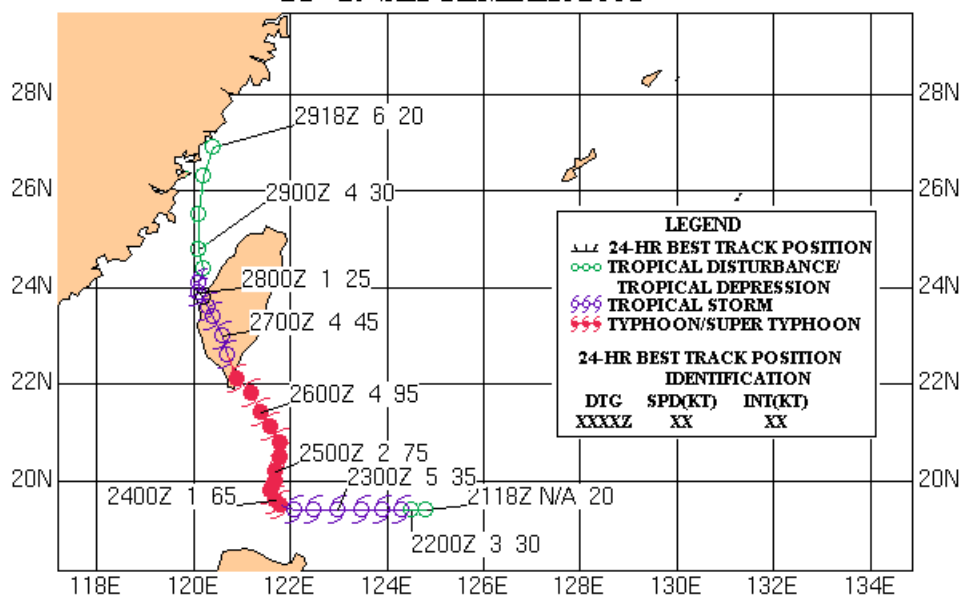 28N
28N
2918Z 6 20
26N
26N
2900Z 4 30
LEGEND
24-HR BEST TRACK POSITION
TROPICAL DISTURBANCE/
TROPICAL DEPRESSION
TROPICAL STORM
TYPHOON/SUPER TYPHOON
24N
24N
2800Z 1 25
2700Z 4 45
24-HR BEST TRACK POSITION
IDENTIFICATION
DTG SPD(KT) INT(KT)
XXXXZ XX XX
22N
22N
2600Z 4 95
2500Z 2 75
20N
20N
2300Z 5 35
2400Z 1 65
2118Z N/A 20
2200Z 3 30
118E 120E 122E 124E 126E 128E 130E 132E 134E